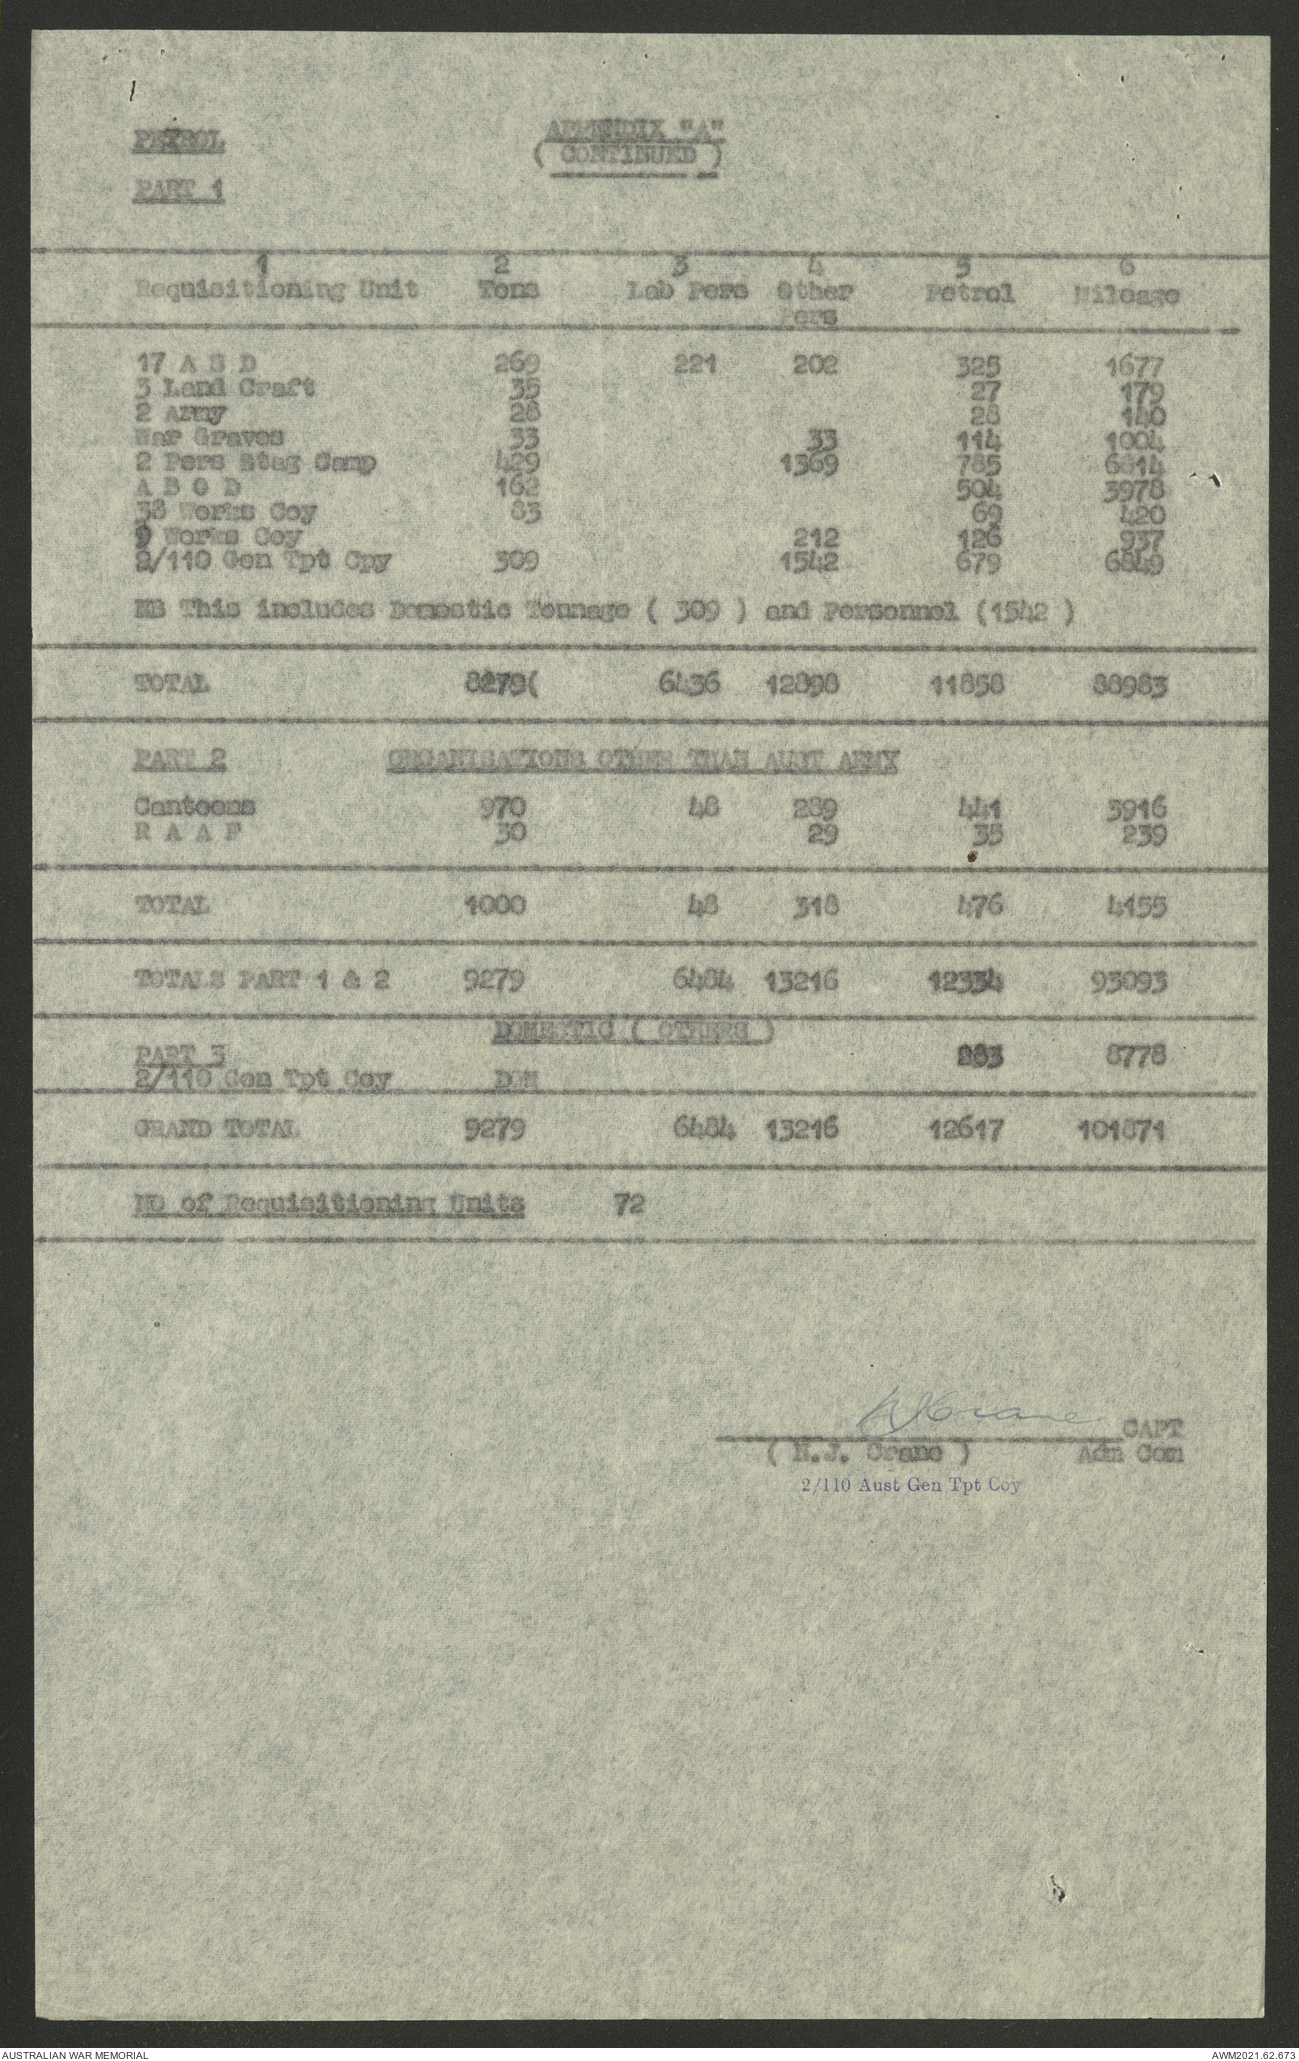 PETROL
APPENDIX "A"
( CONTINUED )
PART 1
1 2 3 4 5 6
Requisitioning Unit Tons Lab Pers Other Petrol Mileage
Pers
17 A B D 269 221 202 325 1677
3 Land Craft 35 27 179
2 Army 28 28 140
War Graves 33 33 114 1004
2 Pers Stag Camp 429 1369 785 6814
A B O D 162 504 3978
38 Works Coy 83 69 420
9 Works Coy 212 126 937
2/110 Gen Tpt Cpy 309 1542 679 6849
NB This includes Domestic Tonnage ( 309 ) and Personnel (1542 )
TOTAL 8279( 6436 12898 11858 88983
PART 2 ORGANISATIONS OTHER THAN AUST ARMY
Canteens 970 48 289 441 3916
R A A F 30 29 35 239
TOTAL 1000 48 318 476 4155
TOTALS PART 1 & 2 9279 6484 13216 12334 93093
DOMESTIC ( OTHERS )
PART 3 883 8778
2/110 Gen Tpt Coy DOM
GRAND TOTAL 9279 6484 13216 12617 101871
NO of Requisitioning Units 72
NJCrane CAPT
( N.J. Crane ) Adm Com
2/110 Aust Gen Tpt Coy
AUSTRALIAN WAR MEMORIAL AWM2021.62.673